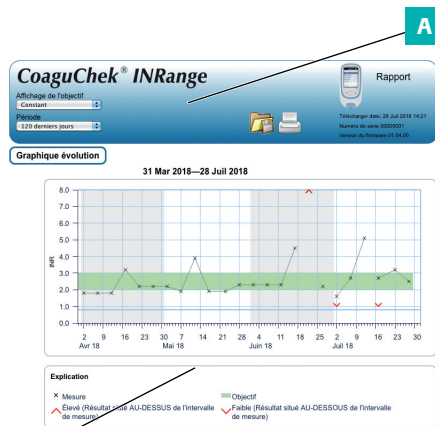 A
CoaguChek® INRange
Rapport
Affichage de l'objectif
Constant
Période
120 derniers jours
Télécharger date: 28 Juil 2018 14:21
Numéro de série 00000001
Version du firmware 01.04.00
Graphique évolution
31 Mar 2018—28 Juil 2018
INR
8.0
7.0
6.0
5.0
4.0
3.0
2.0
1.0
0.0
2 9 16 23 30 7 14 21 28 4 11 18 25 2 9 16 23 30
Avr 18 Mai 18 Juin 18 Juil 18
Explication
× Mesure
Objectif
Élevé (Résultat situé AU-DESSUS de l'intervalle de mesure)
Faible (Résultat situé AU-DESSOUS de l'intervalle de mesure)